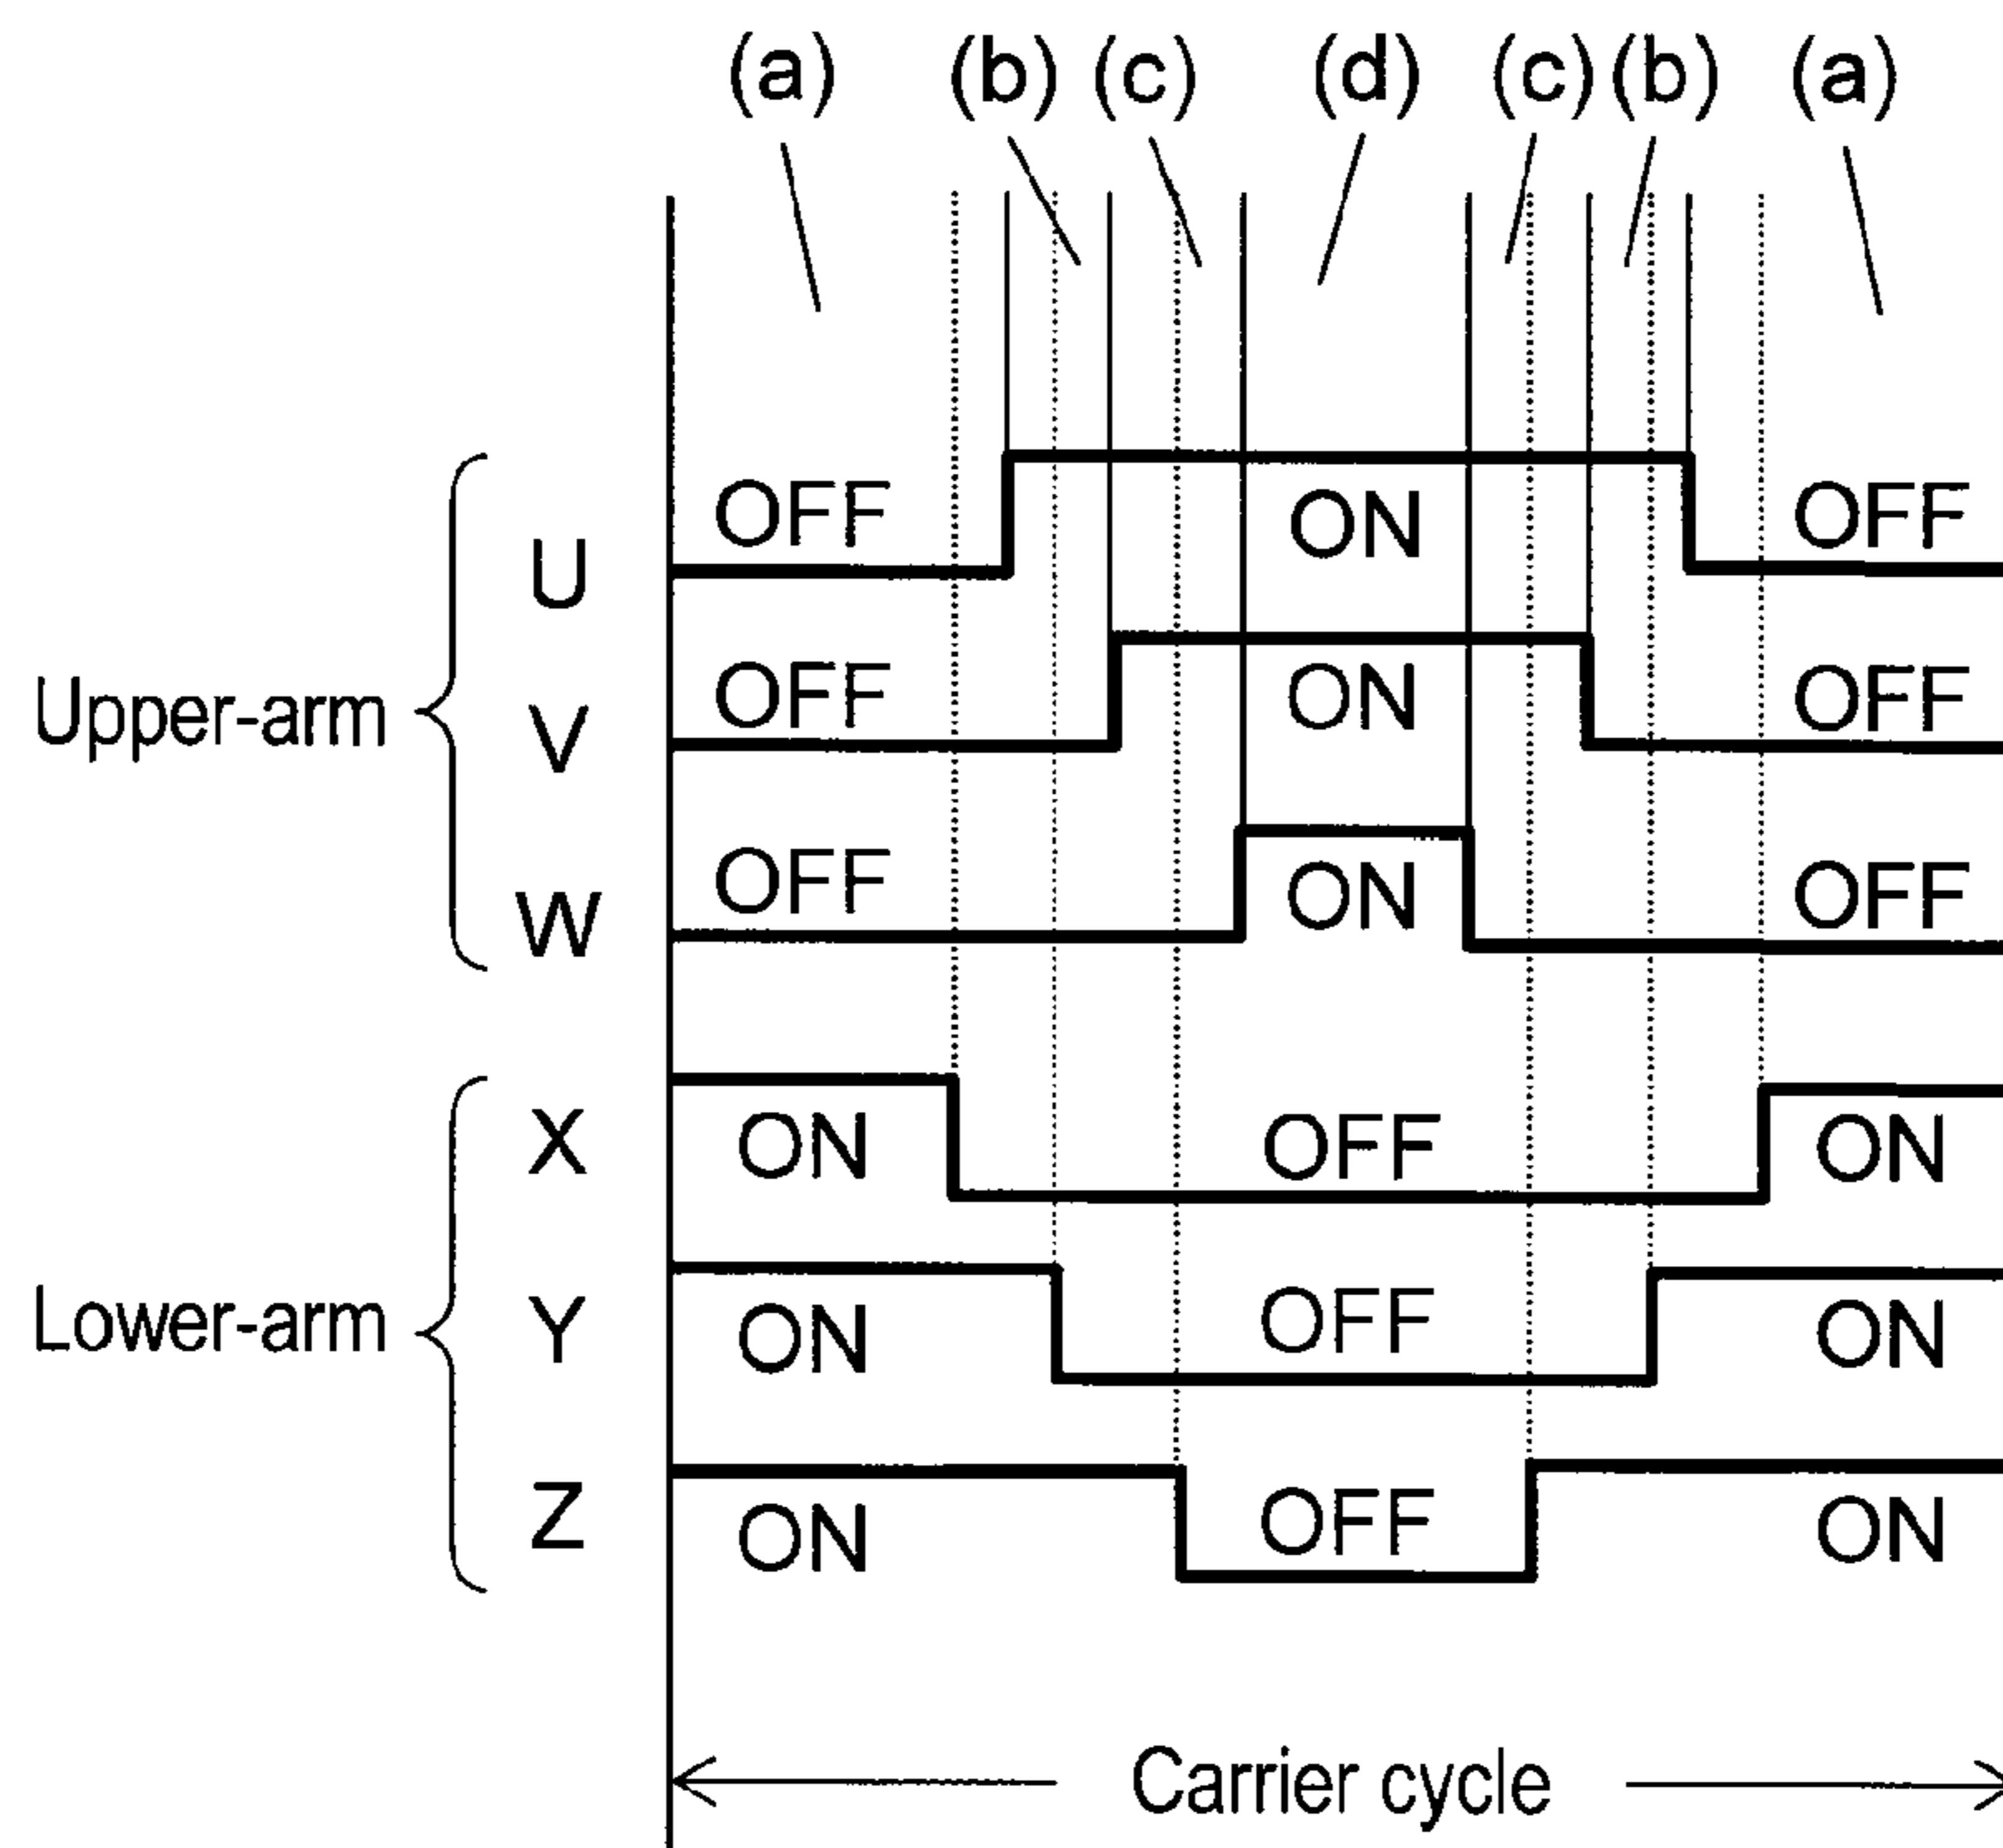 (a) (b) (c) (d) (c) (b) (a)
OFF ON OFF
U
Upper-arm
OFF ON OFF
V
OFF ON OFF
W
X
ON OFF ON
Lower-arm
Y
ON OFF ON
Z
ON OFF ON
Carrier cycle